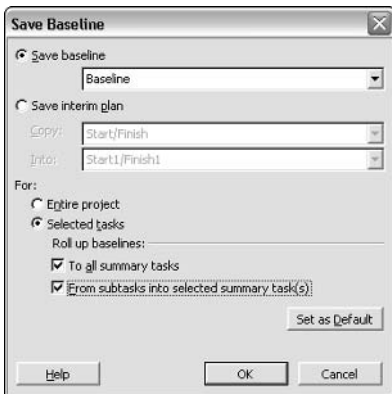 Save Baseline
Save baseline
Baseline
Save interim plan
Copy: Start/Finish
Into: Start1/Finish1
For:
Entire project
Selected tasks
Roll up baselines:
To all summary tasks
From subtasks into selected summary task(s)
Set as Default
Help OK Cancel